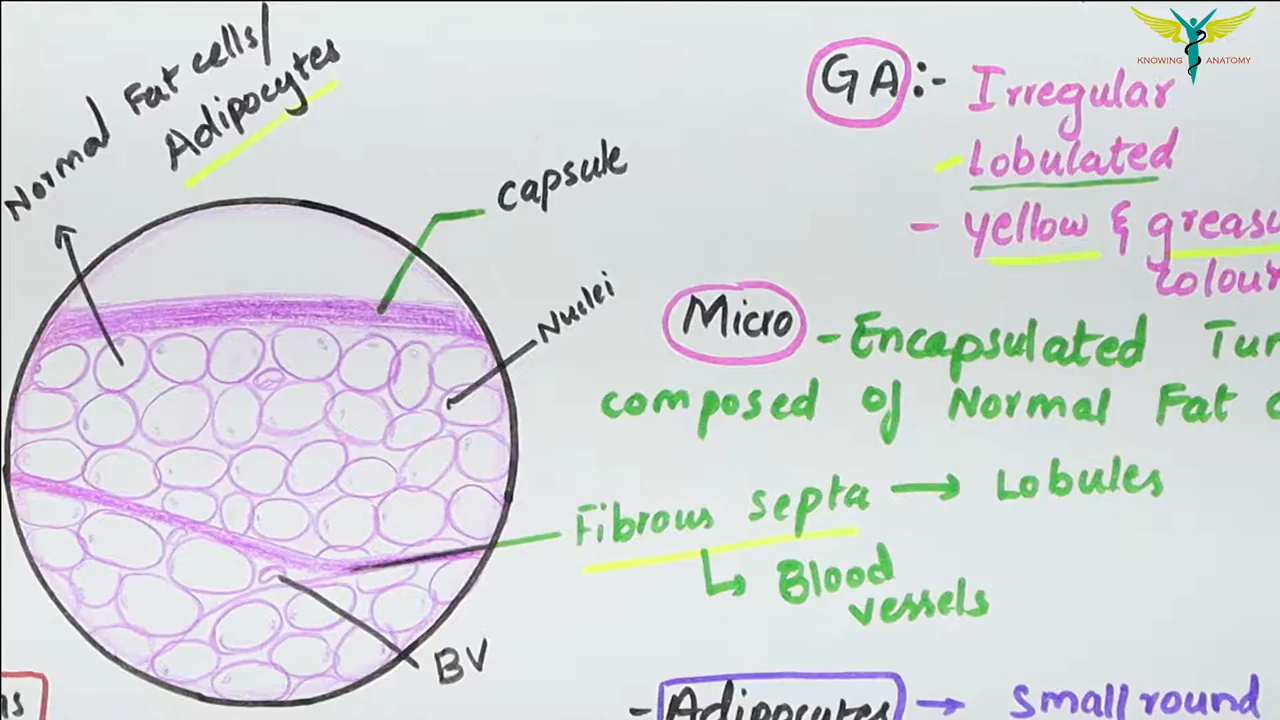 Normal Fat cells/
Adipocytes
capsule
Nuclei
BV
KNOWING ANATOMY
GA:- Irregular
- Lobulated
- yellow & greasy
colour
Micro - Encapsulated Tu
composed of Normal Fat
Fibrous septa → Lobules
↳ Blood
vessels
- Adipocytes → Small round